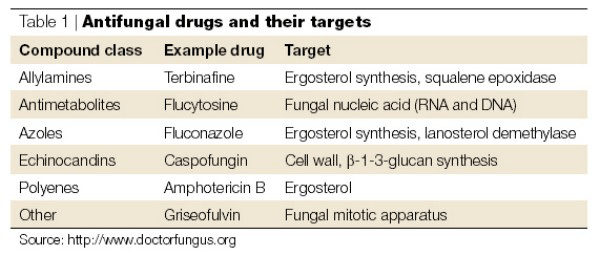 Table 1 | Antifungal drugs and their targets
Compound class Example drug Target
Allylamines Terbinafine Ergosterol synthesis, squalene epoxidase
Antimetabolites Flucytosine Fungal nucleic acid (RNA and DNA)
Azoles Fluconazole Ergosterol synthesis, lanosterol demethylase
Echinocandins Caspofungin Cell wall, β-1-3-glucan synthesis
Polyenes Amphotericin B Ergosterol
Other Griseofulvin Fungal mitotic apparatus
Source: http://www.doctorfungus.org